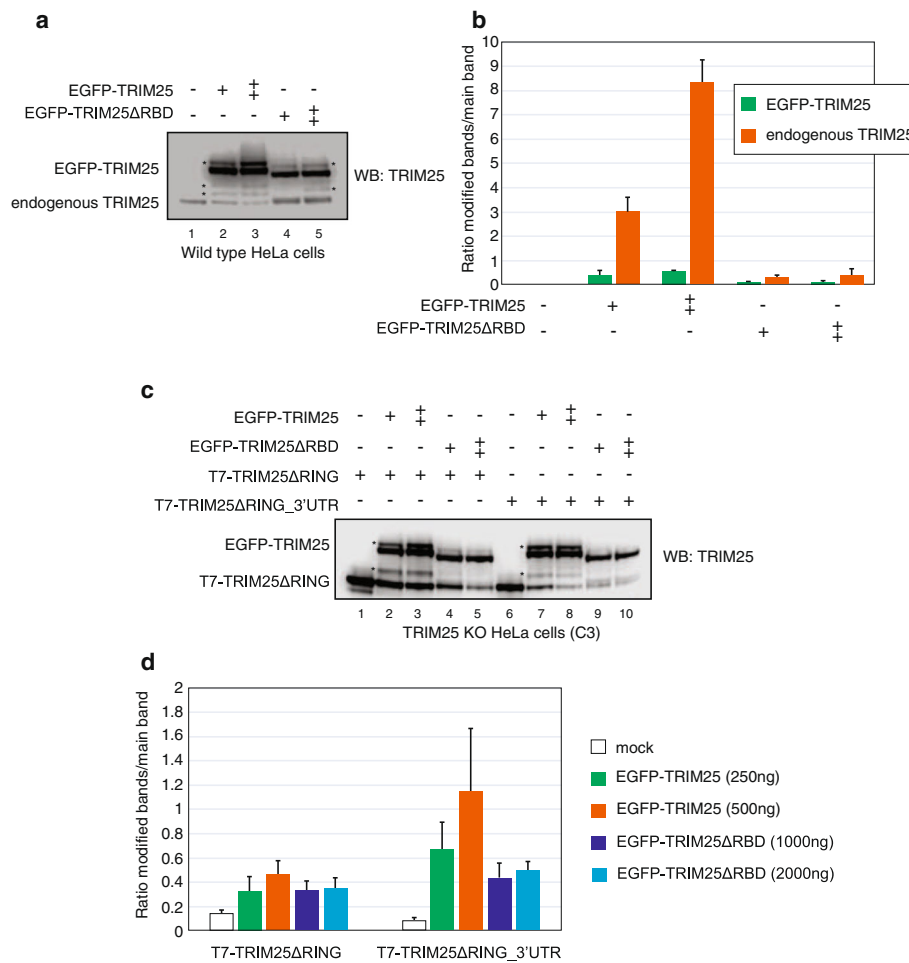 a
EGFP-TRIM25 - + ++ - -
EGFP-TRIM25ΔRBD - - - + ++
EGFP-TRIM25
endogenous TRIM25
WB: TRIM25
* * * * *
1 2 3 4 5
Wild type HeLa cells
b
Ratio modified bands/main band
10
9
8
7
6
5
4
3
2
1
0
EGFP-TRIM25
endogenous TRIM25
EGFP-TRIM25 - + ++ - -
EGFP-TRIM25ΔRBD - - - + ++
c
EGFP-TRIM25 - + ++ - - - + ++ - -
EGFP-TRIM25ΔRBD - - - + ++ - - - + ++
T7-TRIM25ΔRING + + + + + - - - - -
T7-TRIM25ΔRING_3'UTR - - - - - + + + + +
EGFP-TRIM25
T7-TRIM25ΔRING
WB: TRIM25
* * * *
1 2 3 4 5 6 7 8 9 10
TRIM25 KO HeLa cells (C3)
d
Ratio modified bands/main band
2
1.8
1.6
1.4
1.2
1
0.8
0.6
0.4
0.2
0
T7-TRIM25ΔRING T7-TRIM25ΔRING_3'UTR
mock
EGFP-TRIM25 (250ng)
EGFP-TRIM25 (500ng)
EGFP-TRIM25ΔRBD (1000ng)
EGFP-TRIM25ΔRBD (2000ng)